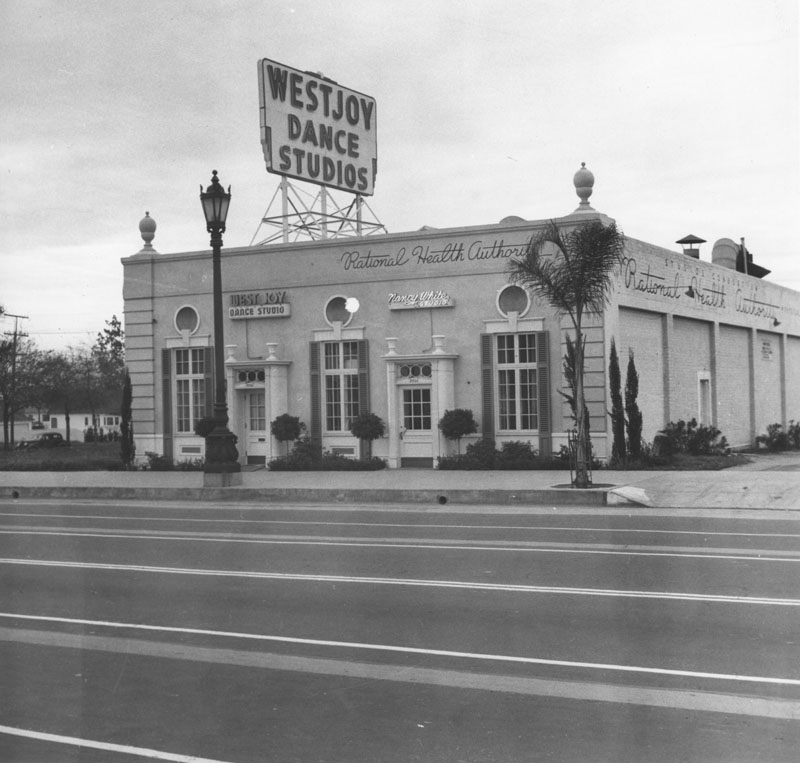 WESTJOY
DANCE
STUDIOS
Rational Health Authority
WEST JOY
DANCE STUDIO
Nancy White
Rational Health Authority